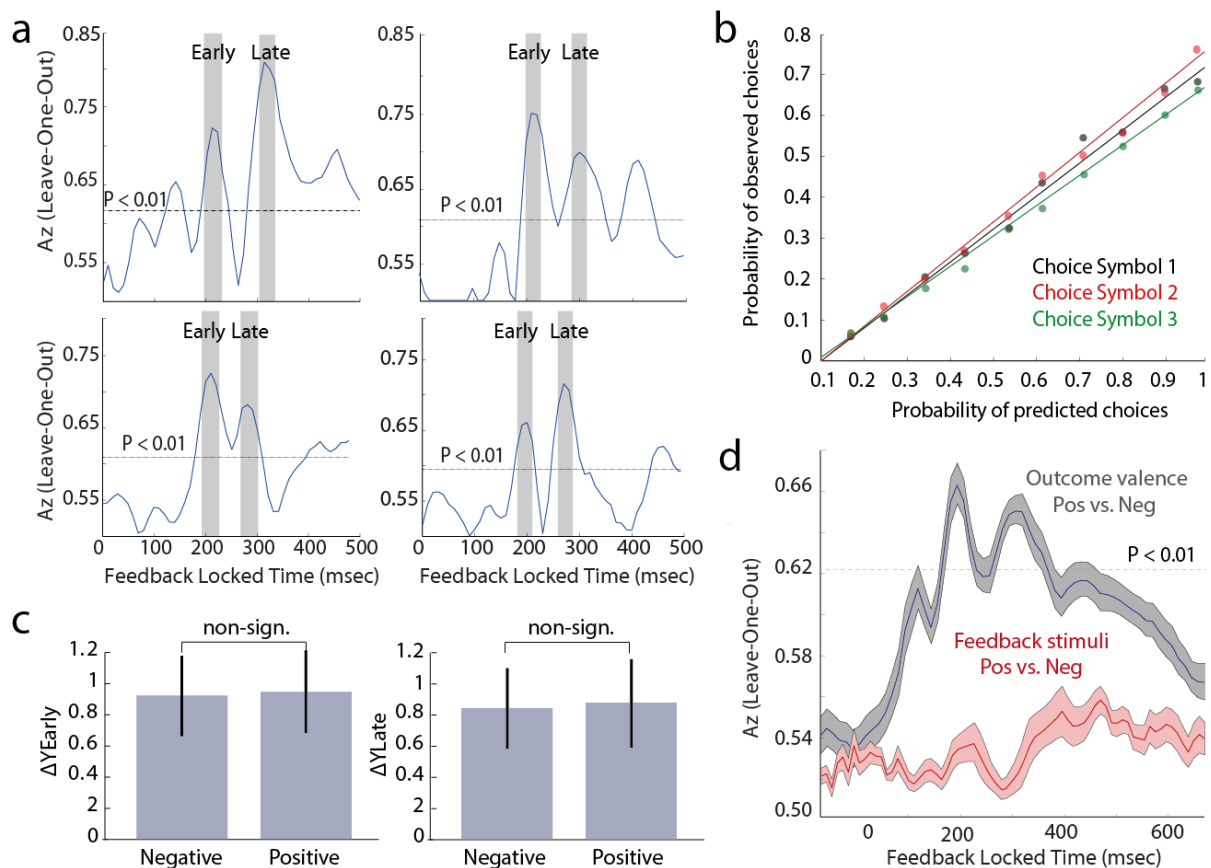 a
Az (Leave-One-Out)
0.85
0.75
0.65
0.55
Early Late
P < 0.01
0.85
0.75
0.65
0.55
Early Late
P < 0.01
Az (Leave-One-Out)
0.75
0.65
0.55
Early Late
P < 0.01
0 100 200 300 400 500
Feedback Locked Time (msec)
0.75
0.65
0.55
Early Late
P < 0.01
0 100 200 300 400 500
Feedback Locked Time (msec)
b
Probability of observed choices
0.8
0.7
0.6
0.5
0.4
0.3
0.2
0.1
0
Choice Symbol 1
Choice Symbol 2
Choice Symbol 3
0.1 0.2 0.3 0.4 0.5 0.6 0.7 0.8 0.9 1
Probability of predicted choices
c
non-sign.
ΔYEarly
1.2
1
0.8
0.6
0.4
2
0
Negative Positive
non-sign.
ΔYLate
1.2
1
0.8
0.6
0.4
2
0
Negative Positive
d
Az (Leave-One-Out)
0.66
0.62
0.58
0.54
0.50
Outcome valence
Pos vs. Neg
P < 0.01
Feedback stimuli
Pos vs. Neg
0 200 400 600
Feedback Locked Time (msec)